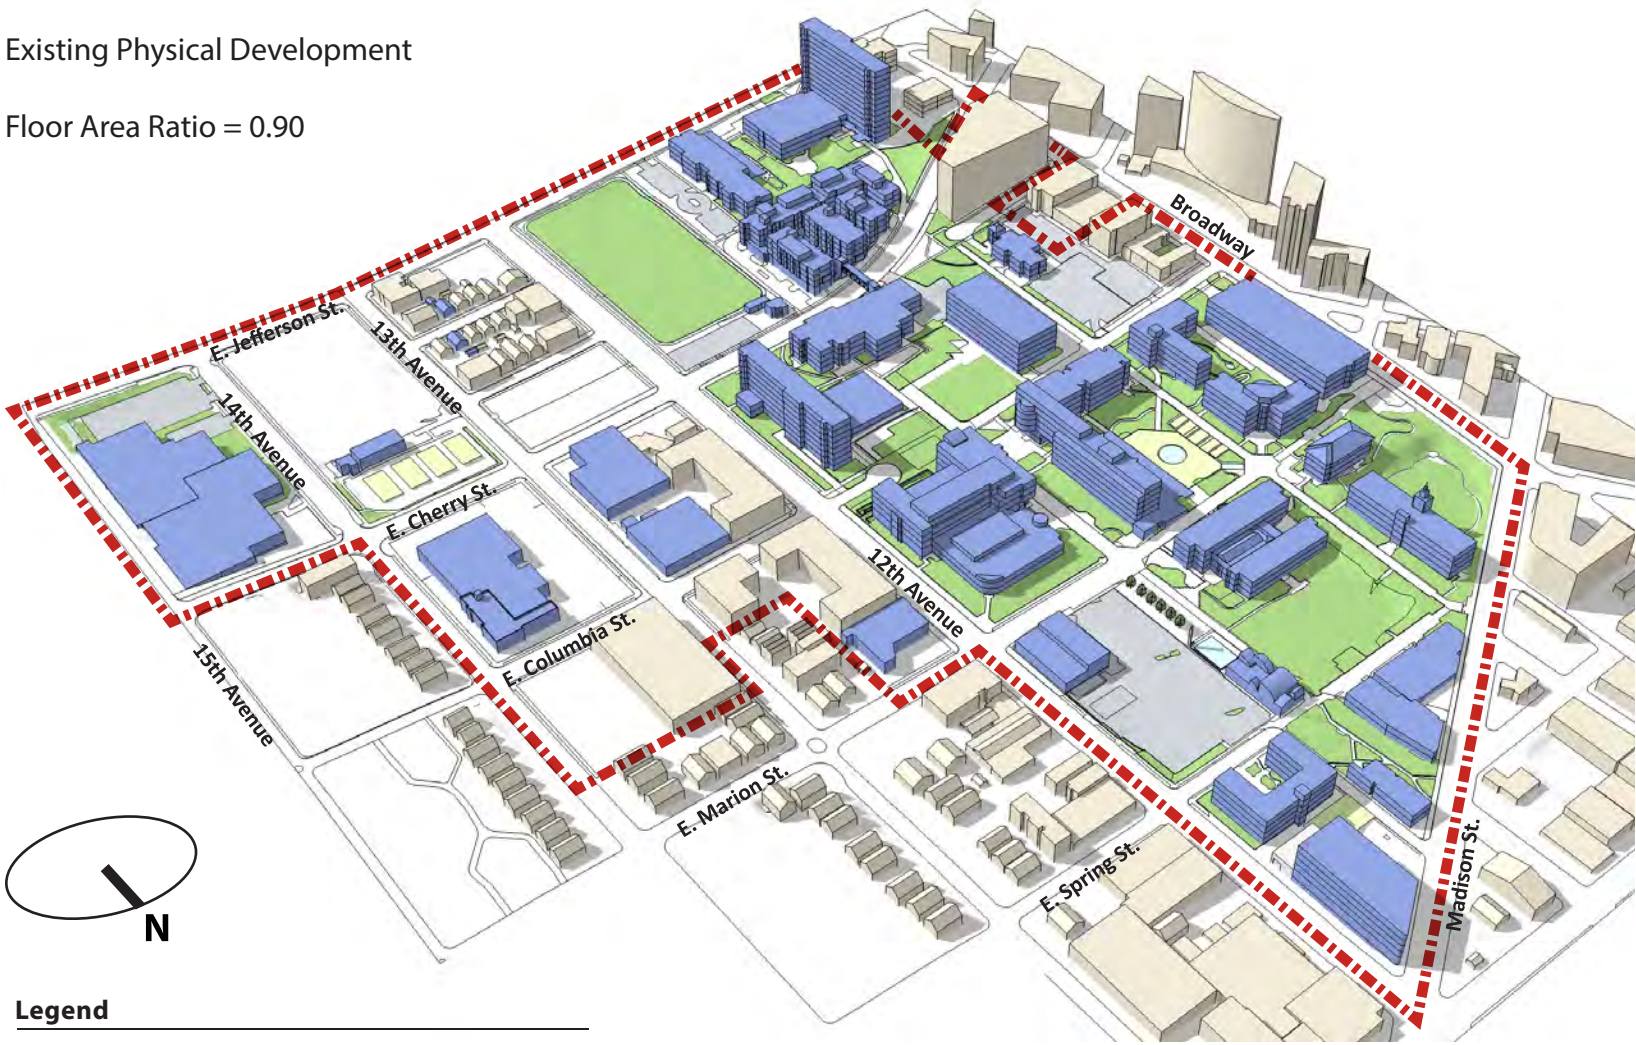 Existing Physical Development
Floor Area Ratio = 0.90
Broadway
E. Jefferson St.
13th Avenue
14th Avenue
E. Cherry St.
12th Avenue
E. Columbia St.
15th Avenue
E. Marion St.
E. Spring St.
Madison St.
N
Legend